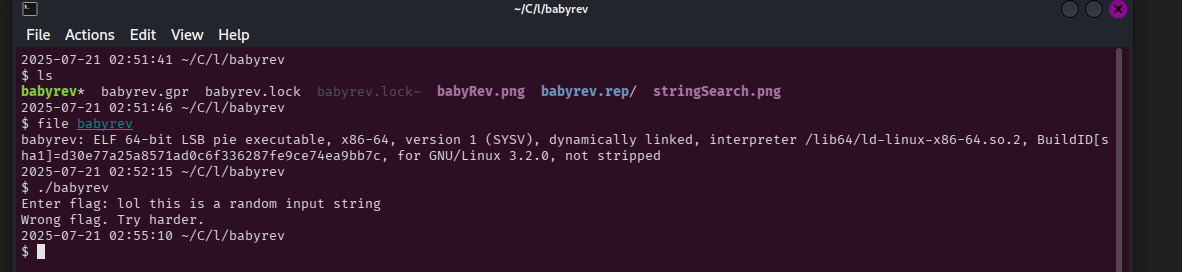 ~/C/l/babyrev
File Actions Edit View Help
2025-07-21 02:51:41 ~/C/l/babyrev
$ ls
babyrev* babyrev.gpr babyrev.lock babyrev.lock~ babyRev.png babyrev.rep/ stringSearch.png
2025-07-21 02:51:46 ~/C/l/babyrev
$ file babyrev
babyrev: ELF 64-bit LSB pie executable, x86-64, version 1 (SYSV), dynamically linked, interpreter /lib64/ld-linux-x86-64.so.2, BuildID[s
ha1]=d30e77a25a8571ad0c6f336287fe9ce74ea9bb7c, for GNU/Linux 3.2.0, not stripped
2025-07-21 02:52:15 ~/C/l/babyrev
$ ./babyrev
Enter flag: lol this is a random input string
Wrong flag. Try harder.
2025-07-21 02:55:10 ~/C/l/babyrev
$